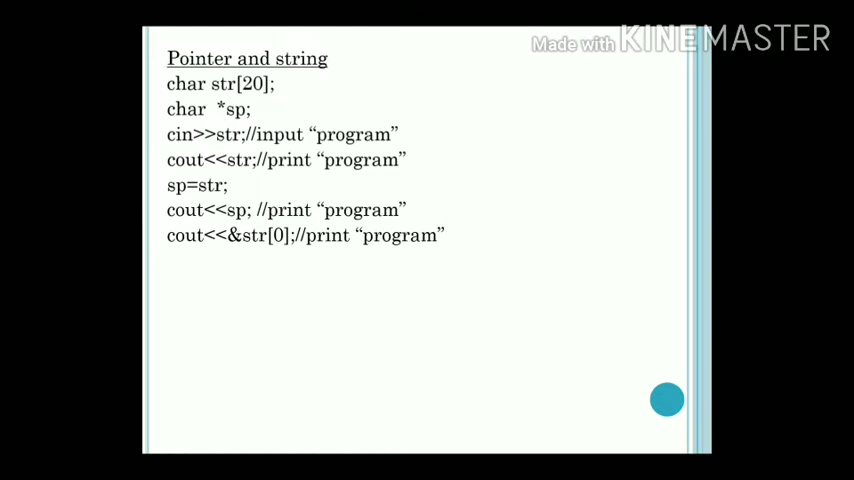 Made with KINEMASTER
Pointer and string
char str[20];
char *sp;
cin>>str;//input “program”
cout<<str;//print “program”
sp=str;
cout<<sp; //print “program”
cout<<&str[0];//print “program”